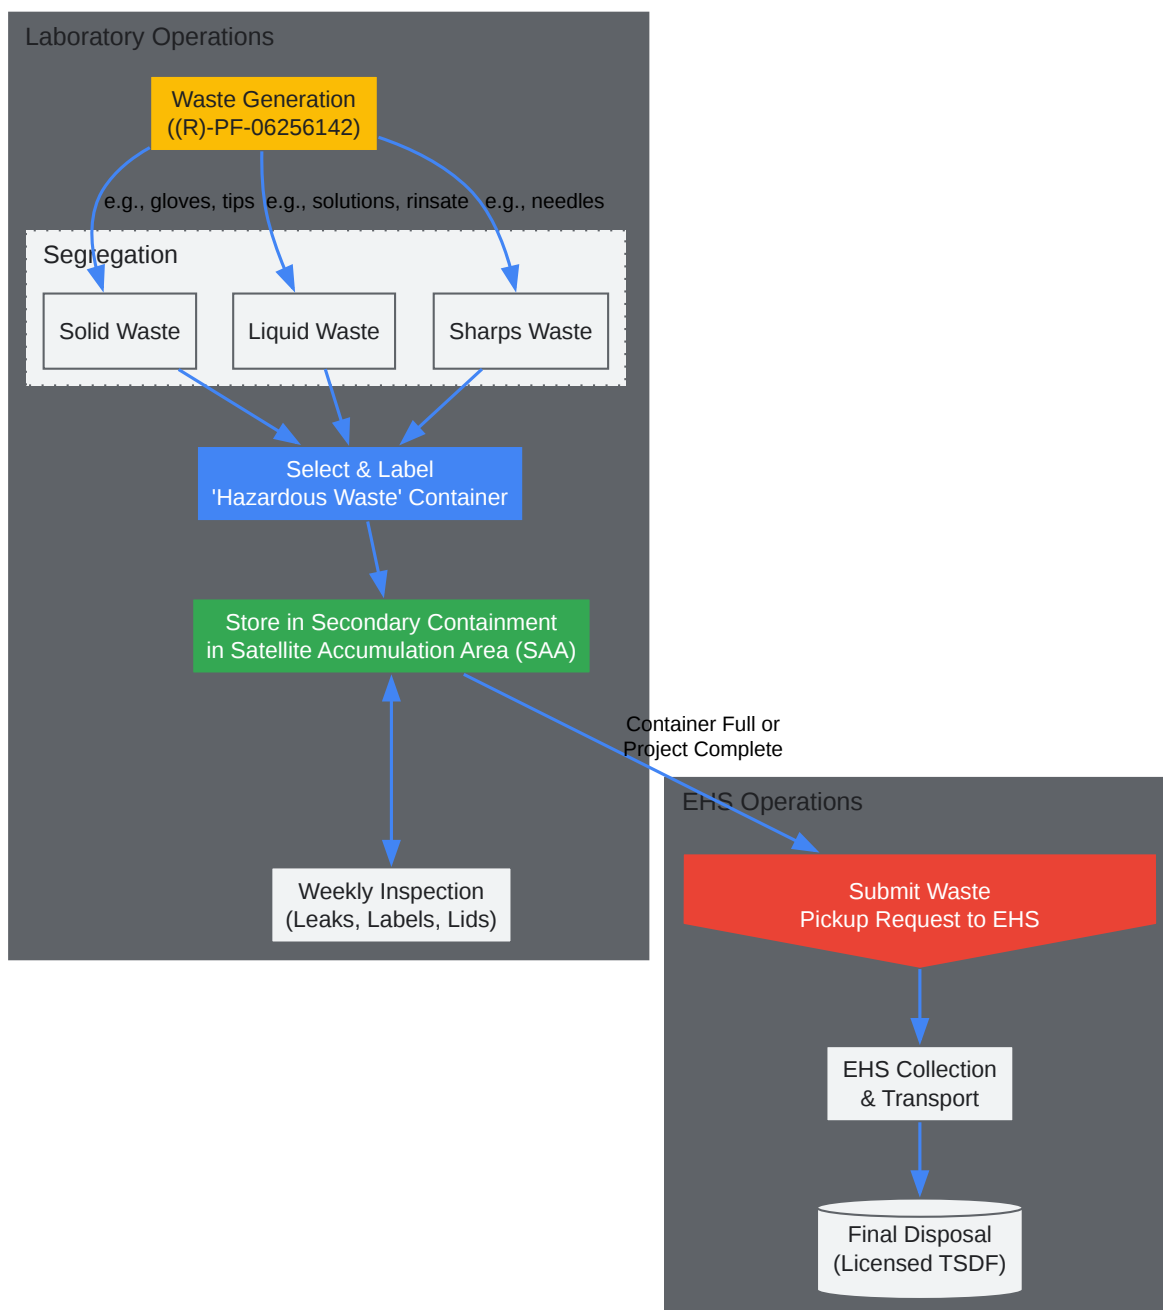 Laboratory Operations
Waste Generation
((R)-PF-06256142)
e.g., gloves, tips
e.g., solutions, rinsate
e.g., needles
Segregation
Solid Waste
Liquid Waste
Sharps Waste
Select & Label
'Hazardous Waste' Container
Store in Secondary Containment
in Satellite Accumulation Area (SAA)
Container Full or
Project Complete
Weekly Inspection
(Leaks, Labels, Lids)
EHS Operations
Submit Waste
Pickup Request to EHS
EHS Collection
& Transport
Final Disposal
(Licensed TSDF)